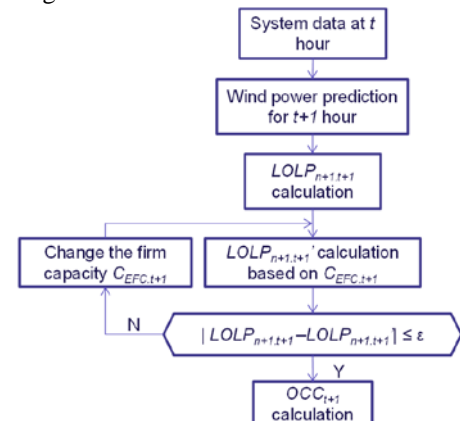 System data at t
hour
Wind power prediction
for t+1 hour
LOLPn+1.t+1
calculation
Change the firm
capacity CEFC.t+1
LOLPn+1.t+1' calculation
based on CEFC.t+1
N
| LOLPn+1.t+1–LOLPn+1.t+1'| ≤ ε
Y
OCCt+1
calculation